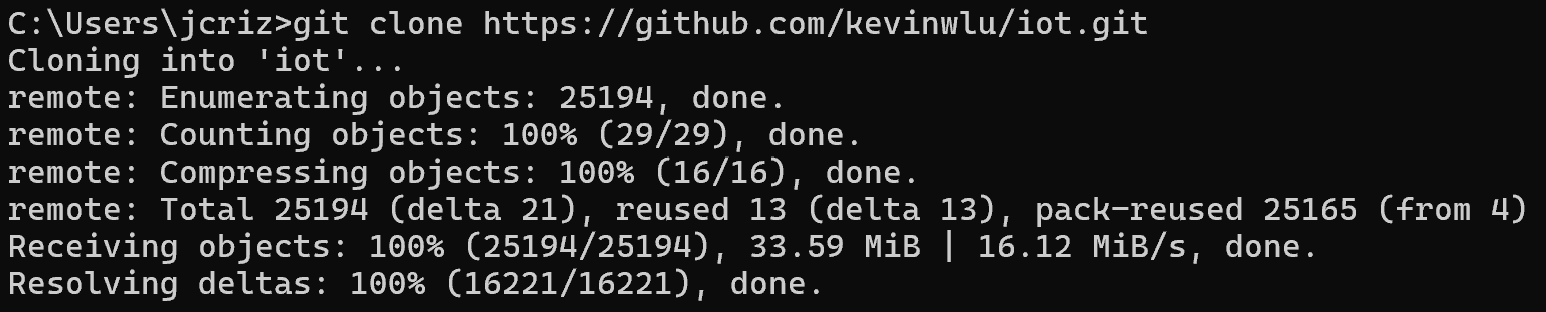 C:\Users\jcriz>git clone https://github.com/kevinwlu/iot.git
Cloning into 'iot'...
remote: Enumerating objects: 25194, done.
remote: Counting objects: 100% (29/29), done.
remote: Compressing objects: 100% (16/16), done.
remote: Total 25194 (delta 21), reused 13 (delta 13), pack-reused 25165 (from 4)
Receiving objects: 100% (25194/25194), 33.59 MiB | 16.12 MiB/s, done.
Resolving deltas: 100% (16221/16221), done.